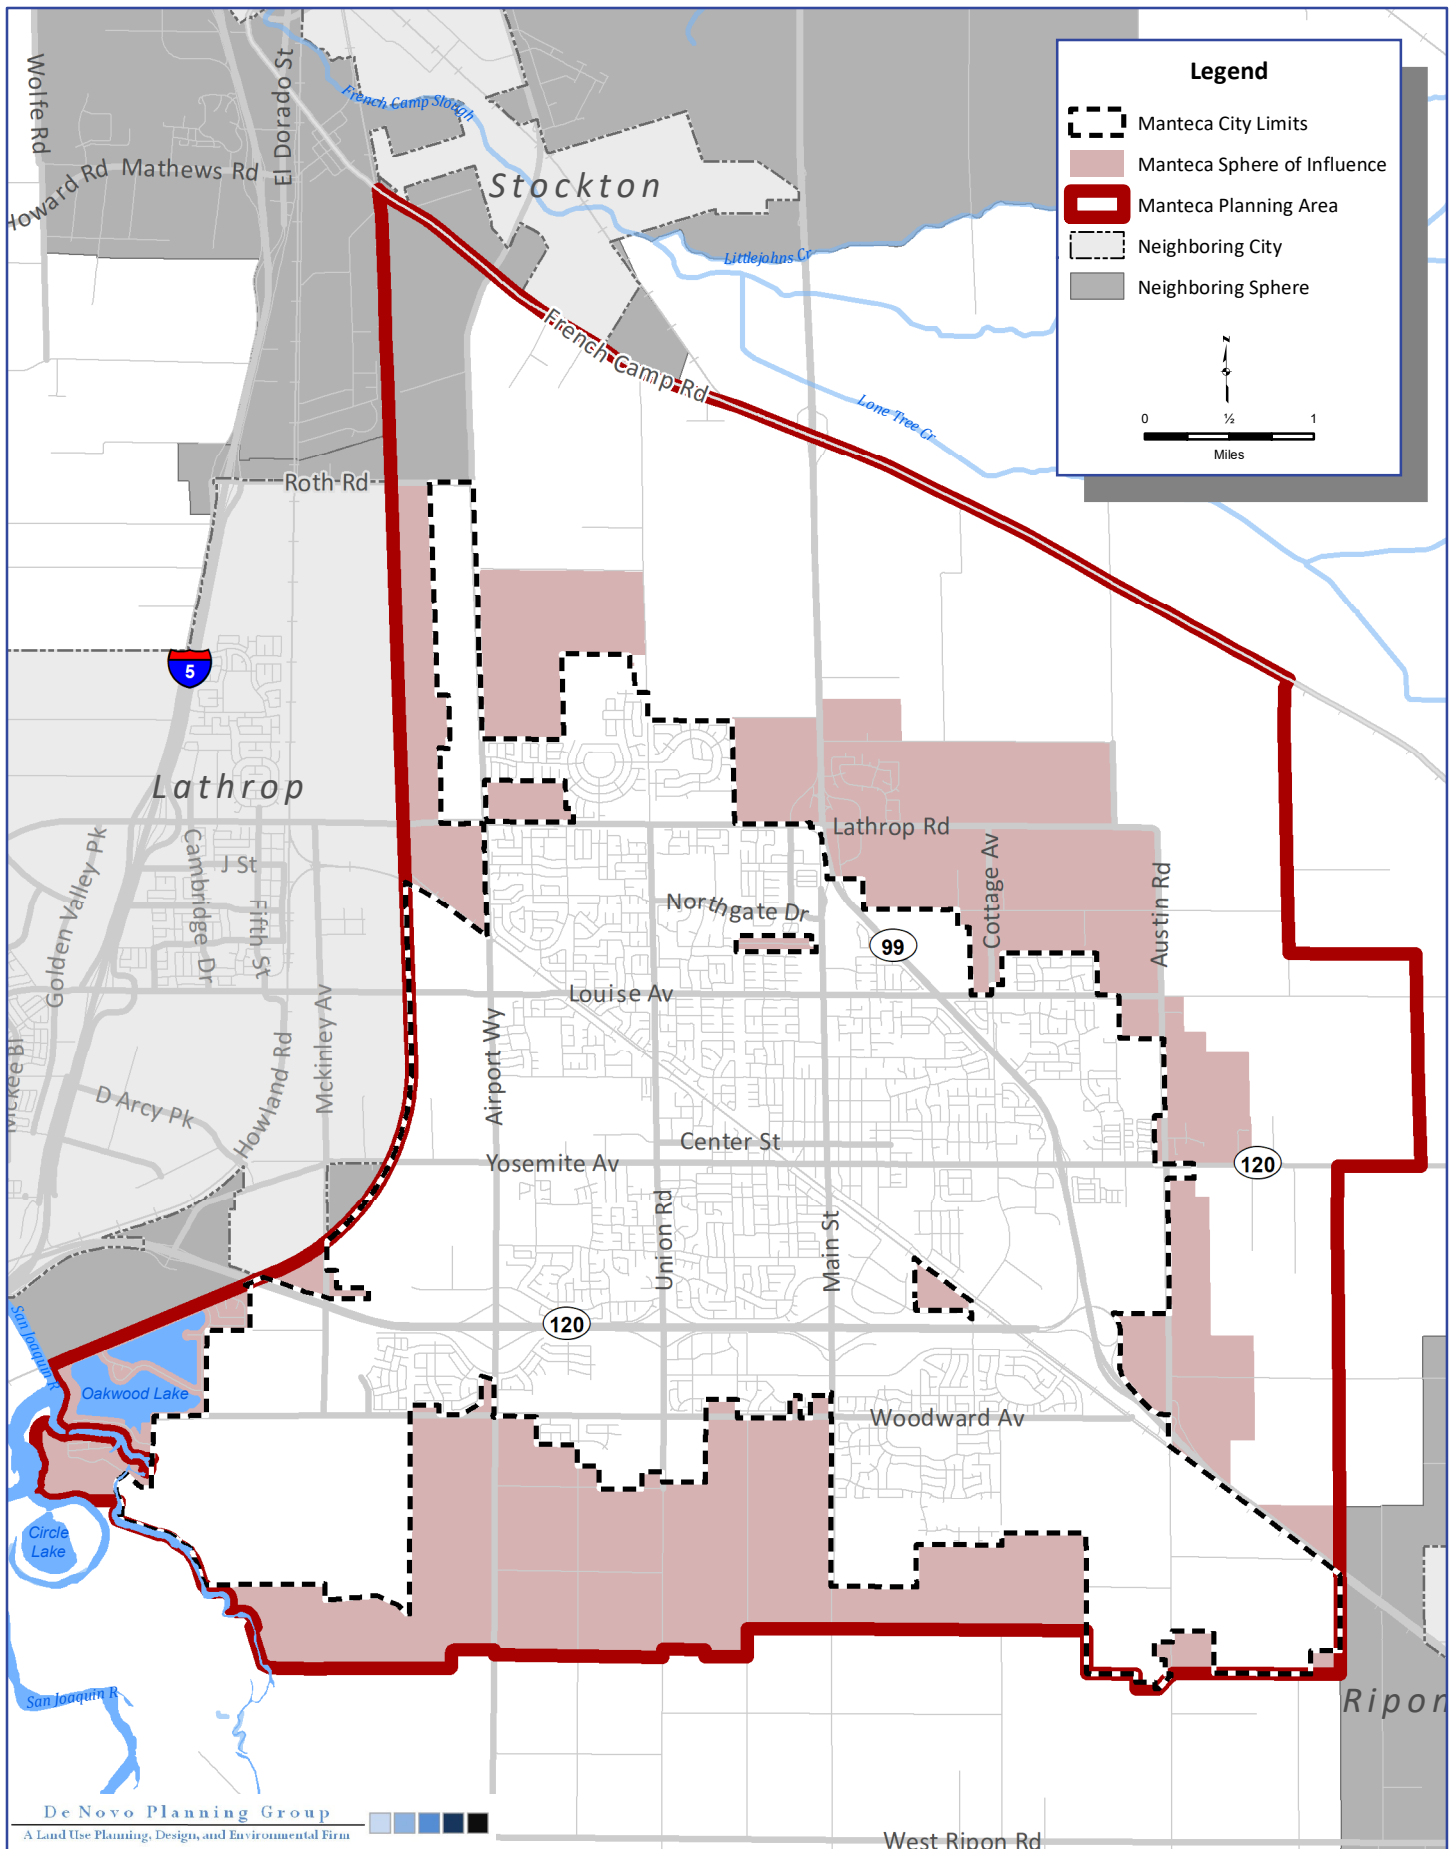 Legend
Manteca City Limits
Manteca Sphere of Influence
Manteca Planning Area
Neighboring City
Neighboring Sphere
N
0 ½ 1
Miles
Wolfe Rd
El Dorado St
French Camp Slough
Howard Rd
Mathews Rd
Stockton
Littlejohns Cr
French Camp Rd
Lone Tree Cr
Roth Rd
5
Lathrop
Lathrop Rd
Golden Valley Pk
Cambridge Dr
J St
Fifth St
Northgate Dr
Cottage Av
Austin Rd
99
Louise Av
Mckinley Av
Airport Wy
Howland Rd
Mckee Bl
D Arcy Pk
Center St
Yosemite Av
120
Union Rd
Main St
120
San Joaquin R
Oakwood Lake
Woodward Av
Circle
Lake
San Joaquin R
Ripon
De Novo Planning Group
A Land Use Planning, Design, and Environmental Firm
West Ripon Rd